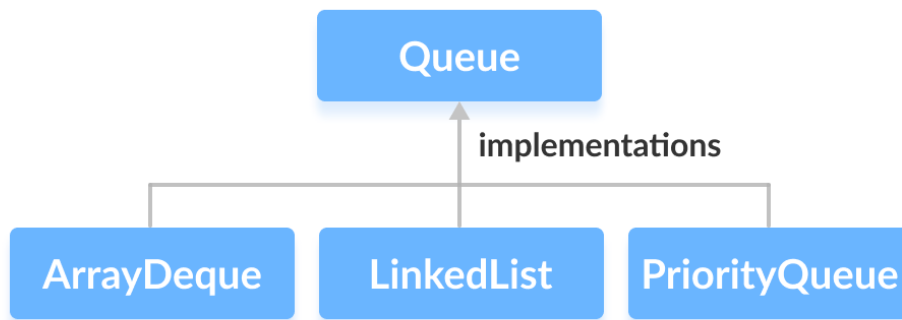 Queue
implementations
ArrayDeque
LinkedList
PriorityQueue